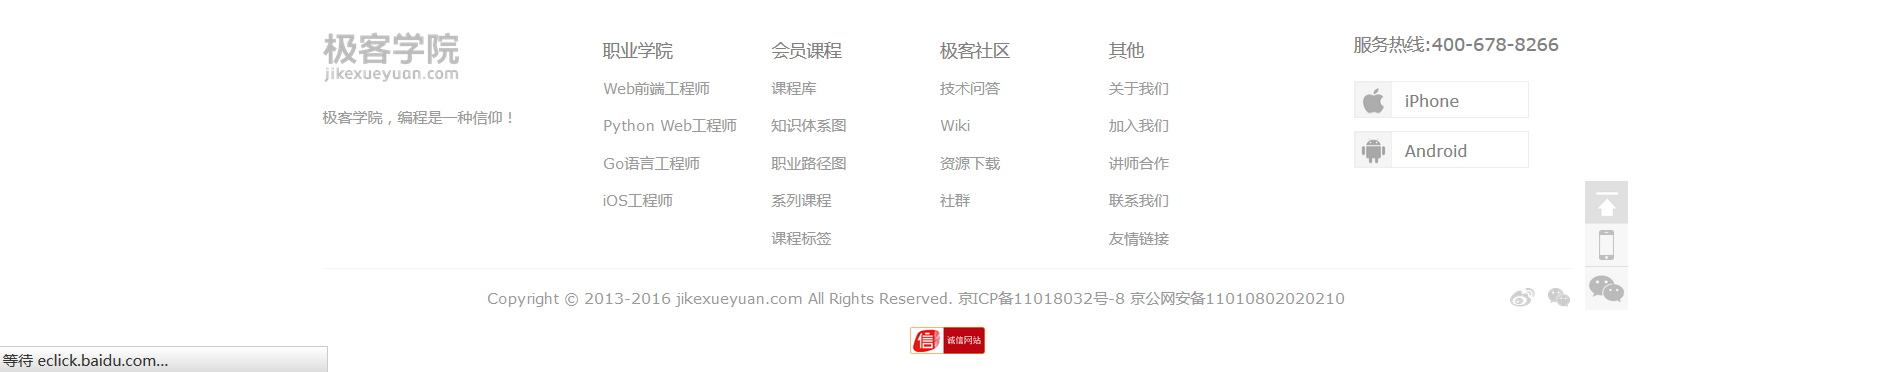 极客学院
jikexueyuan.com
极客学院，编程是一种信仰！
职业学院
Web前端工程师
Python Web工程师
Go语言工程师
iOS工程师
会员课程
课程库
知识体系图
职业路径图
系列课程
课程标签
极客社区
技术问答
Wiki
资源下载
社群
其他
关于我们
加入我们
讲师合作
联系我们
友情链接
服务热线:400-678-8266
iPhone
Android
Copyright © 2013-2016 jikexueyuan.com All Rights Reserved. 京ICP备11018032号-8 京公网安备11010802020210
信 诚信网站
等待 eclick.baidu.com...